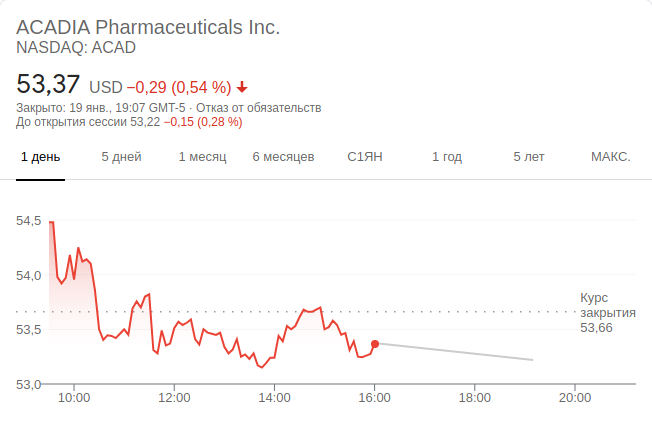 ACADIA Pharmaceuticals Inc.
NASDAQ: ACAD
53,37 USD −0,29 (0,54 %)
Закрыто: 19 янв., 19:07 GMT-5 · Отказ от обязательств
До открытия сессии 53,22 −0,15 (0,28 %)
1 день 5 дней 1 месяц 6 месяцев С1ЯН 1 год 5 лет МАКС.
54,5
54,0
53,5
53,0
Курс
закрытия
53,66
10:00 12:00 14:00 16:00 18:00 20:00